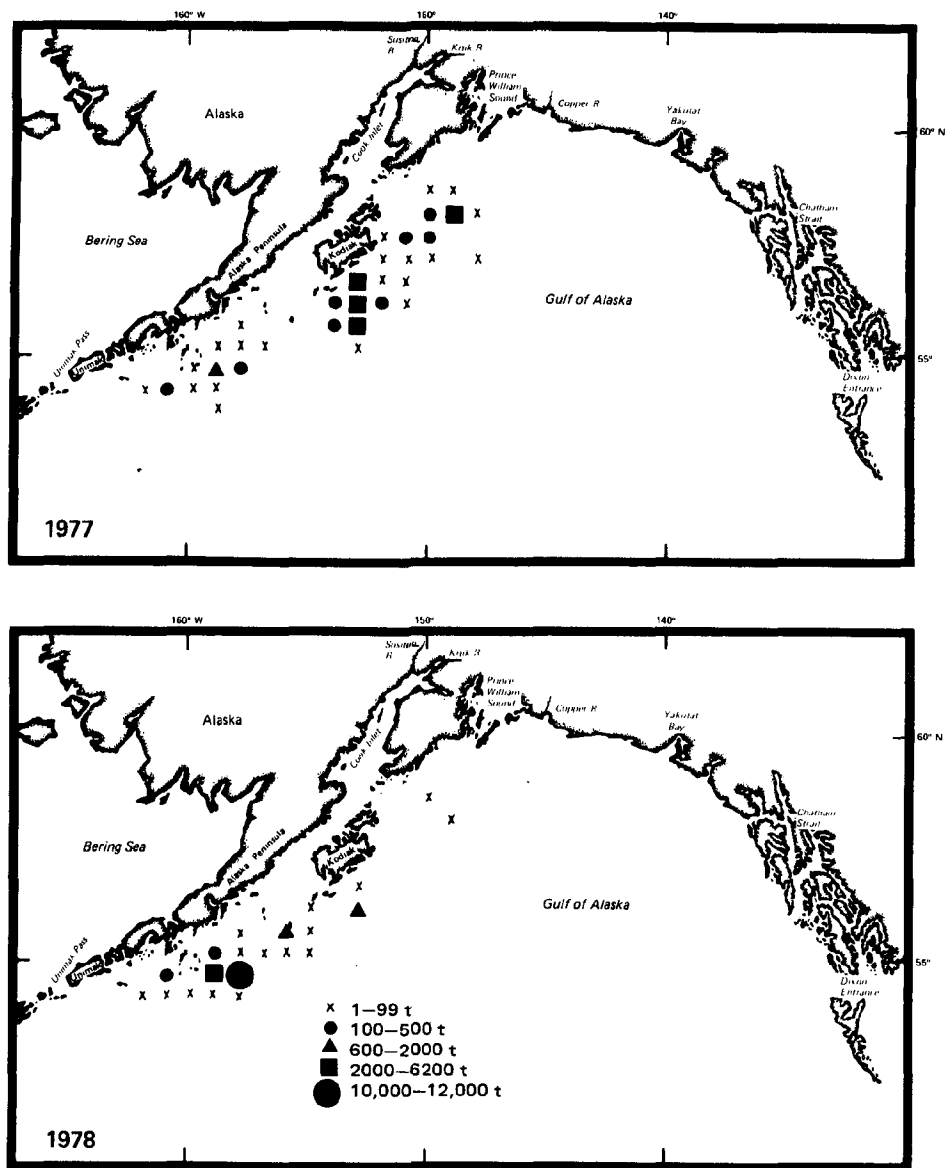 160° W
150°
140°
Susitna
R
Knik R
Prince
William
Sound
Copper R
Yakutat
Bay
60° N
Alaska
Cook Inlet
Chatham
Strait
Bering Sea
Alaska Peninsula
Kodiak
Gulf of Alaska
Unimak Pass
Unimak
55°
Dixon
Entrance
1977
160° W
150°
140°
Susitna
R
Knik R
Prince
William
Sound
Copper R
Yakutat
Bay
60° N
Alaska
Cook Inlet
Chatham
Strait
Bering Sea
Alaska Peninsula
Kodiak
Gulf of Alaska
Unimak Pass
Unimak
55°
Dixon
Entrance
x 1–99 t
● 100–500 t
▲ 600–2000 t
■ 2000–6200 t
● 10,000–12,000 t
1978